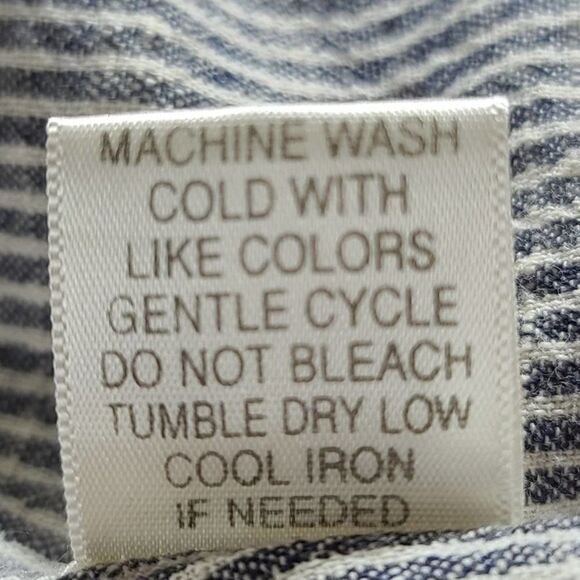 MACHINE WASH
COLD WITH
LIKE COLORS
GENTLE CYCLE
DO NOT BLEACH
TUMBLE DRY LOW
COOL IRON
IF NEEDED